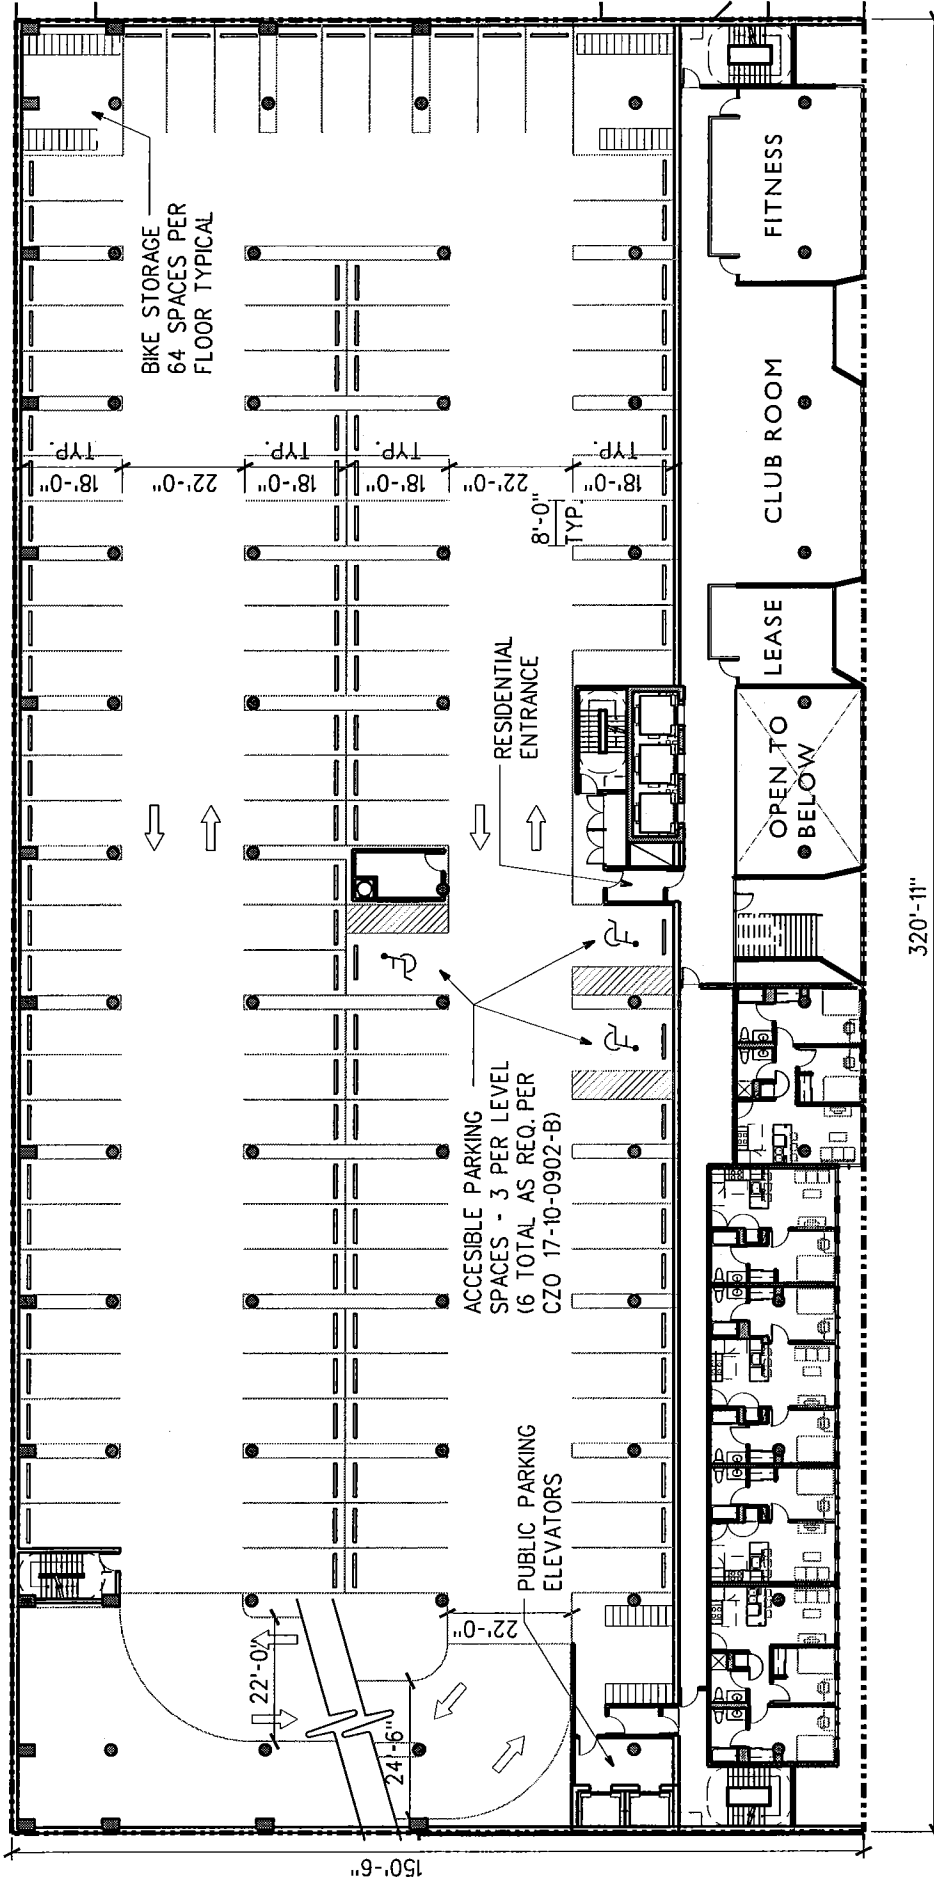 BIKE STORAGE
64 SPACES PER
FLOOR TYPICAL
FITNESS
18'-0"
TYP.
22'-0"
18'-0"
TYP.
18'-0"
TYP.
22'-0"
18'-0"
TYP.
8'-0"
TYP.
CLUB ROOM
RESIDENTIAL
ENTRANCE
LEASE
OPEN TO
BELOW
320'-11"
ACCESIBLE PARKING
SPACES - 3 PER LEVEL
(6 TOTAL AS REQ. PER
CZO 17-10-0902-B)
PUBLIC PARKING
ELEVATORS
22'-0"
22'-0"
24'-6"
150'-6"